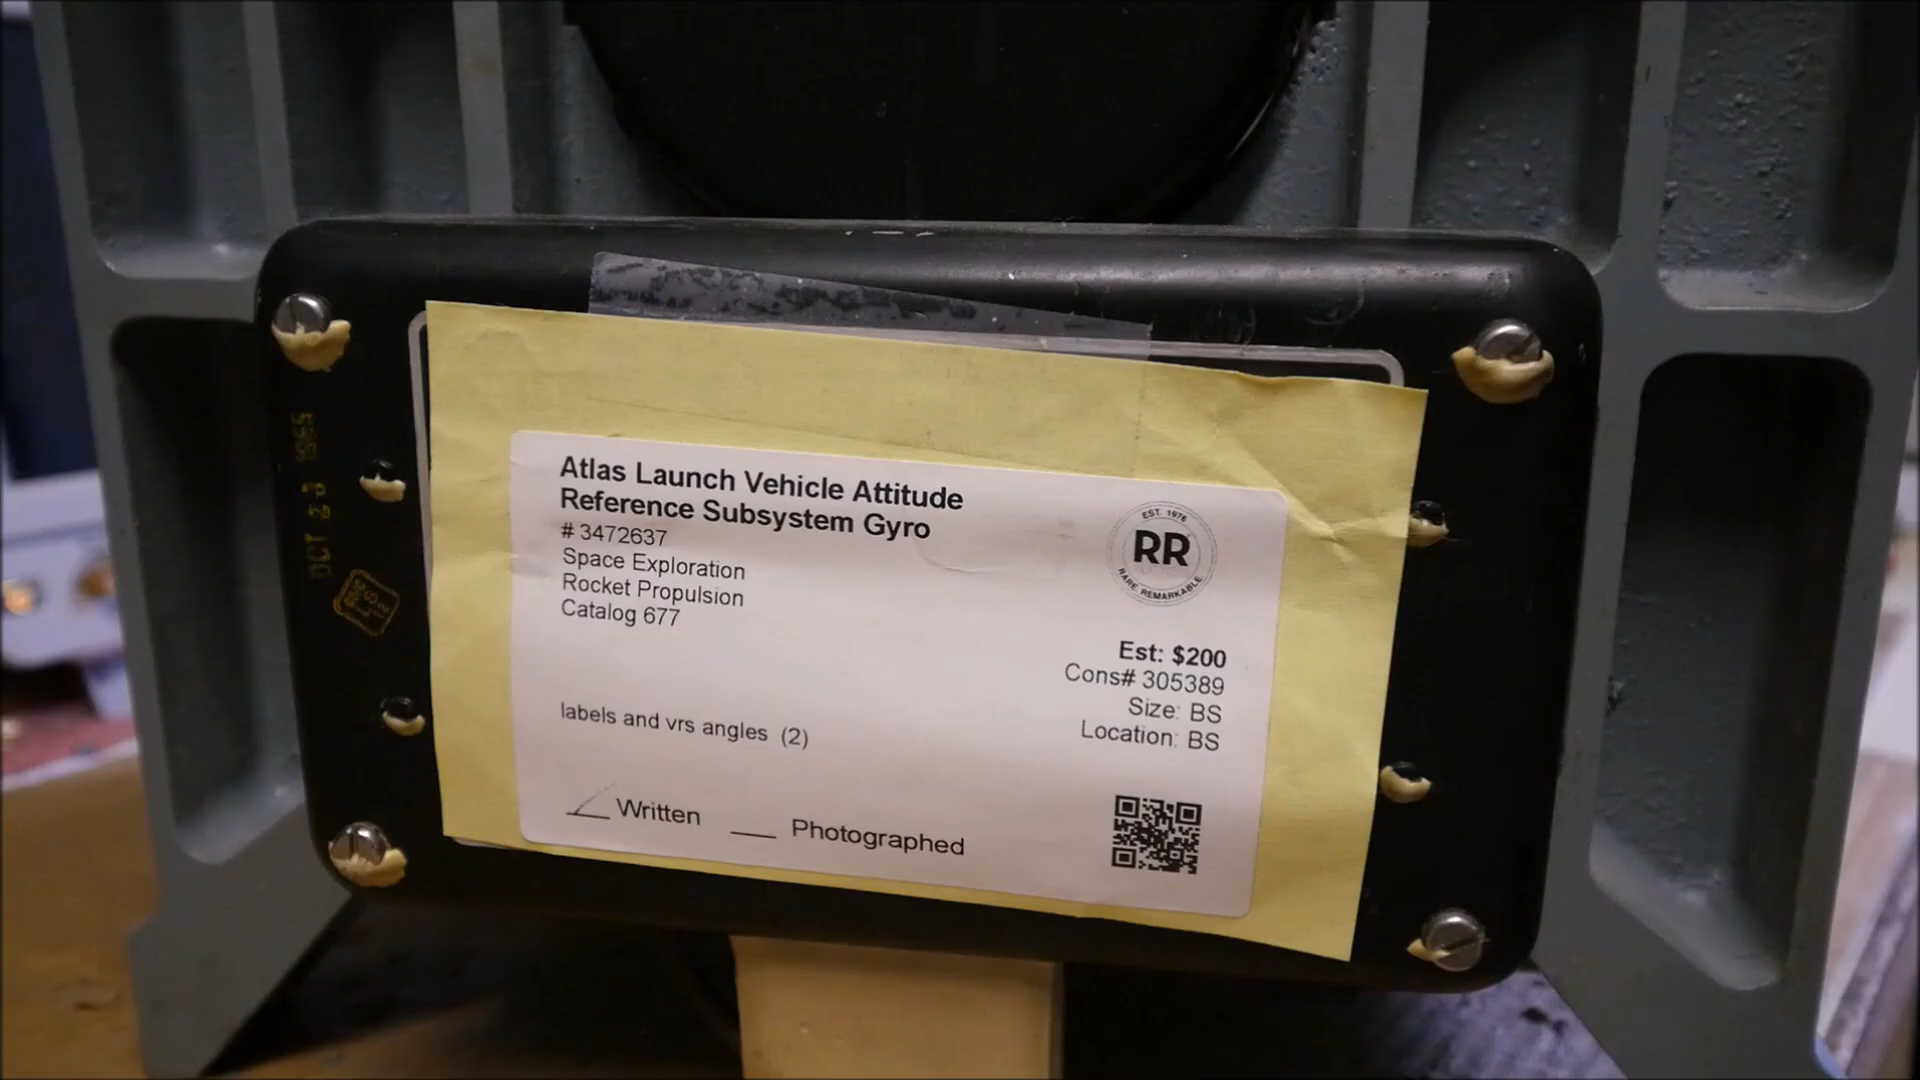 Atlas Launch Vehicle Attitude
Reference Subsystem Gyro
# 3472637
Space Exploration
Rocket Propulsion
Catalog 677
EST. 1976
RR
RARE. REMARKABLE.
Est: $200
Cons# 305389
Size: BS
Location: BS
labels and vrs angles (2)
Written
Photographed
OCT 23